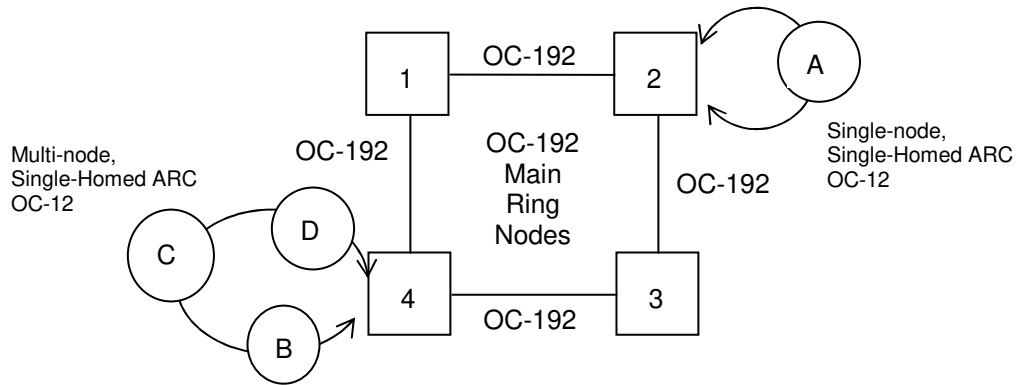 1
OC-192
2
A
OC-192
OC-192
Main
Ring
Nodes
OC-192
Single-node,
Single-Homed ARC
OC-12
Multi-node,
Single-Homed ARC
OC-12
C
D
B
4
OC-192
3